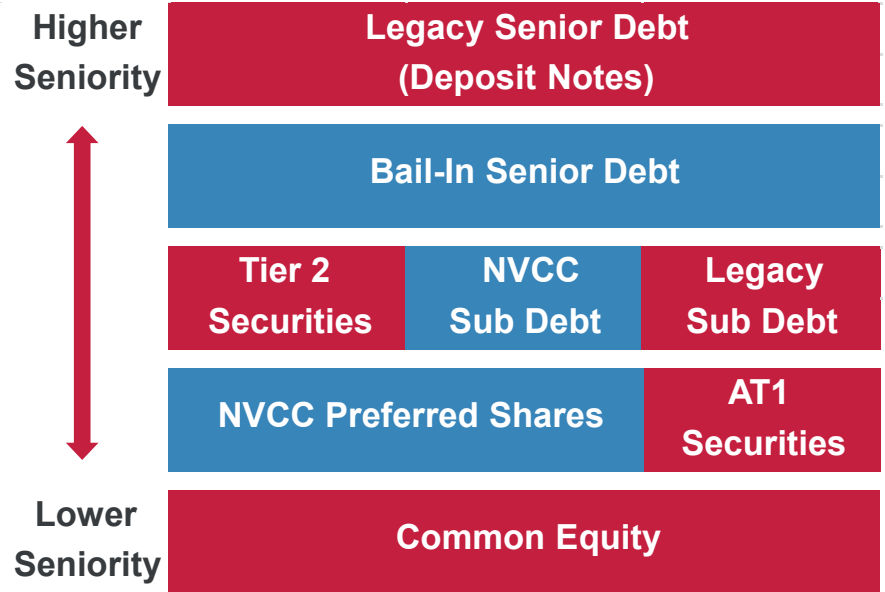 Higher
Seniority
Legacy Senior Debt
(Deposit Notes)
Bail-In Senior Debt
Tier 2
Securities
NVCC
Sub Debt
Legacy
Sub Debt
NVCC Preferred Shares
AT1
Securities
Lower
Seniority
Common Equity